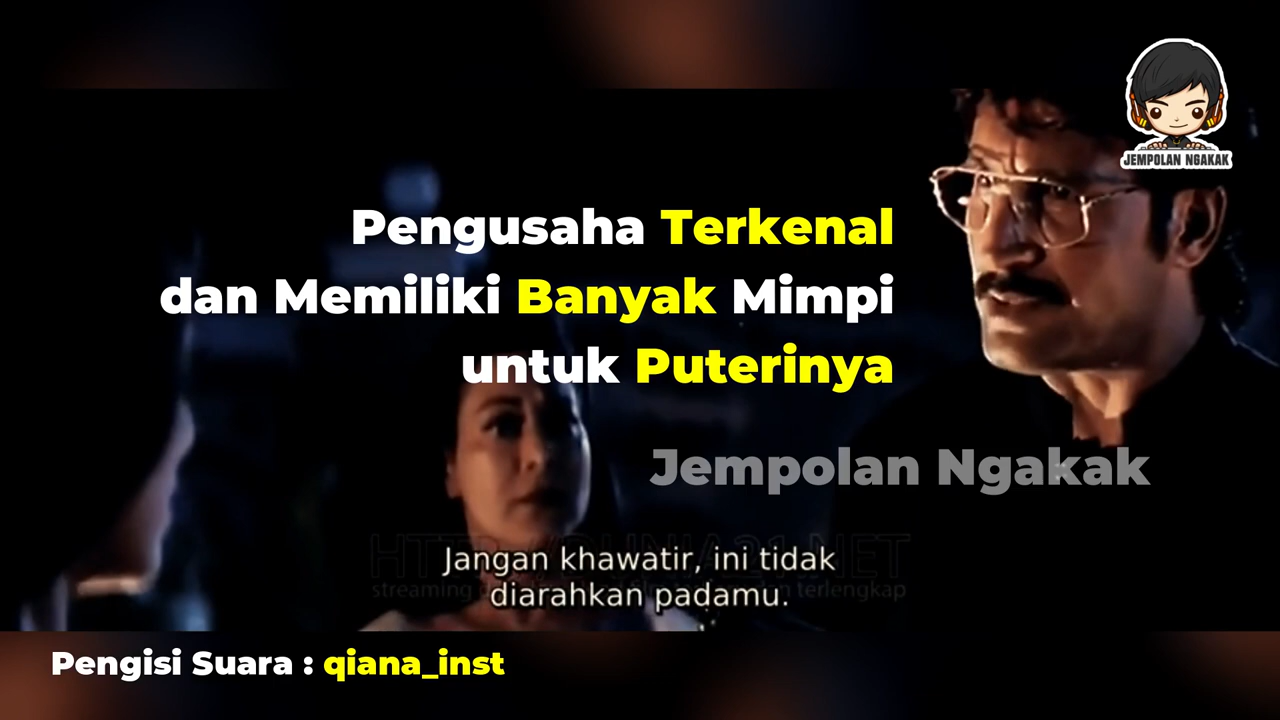 JEMPOLAN NGAKAK
Pengusaha Terkenal
dan Memiliki Banyak Mimpi
untuk Puterinya
Jempolan Ngakak
Jangan khawatir, ini tidak
diarahkan padamu.
Pengisi Suara : qiana_inst